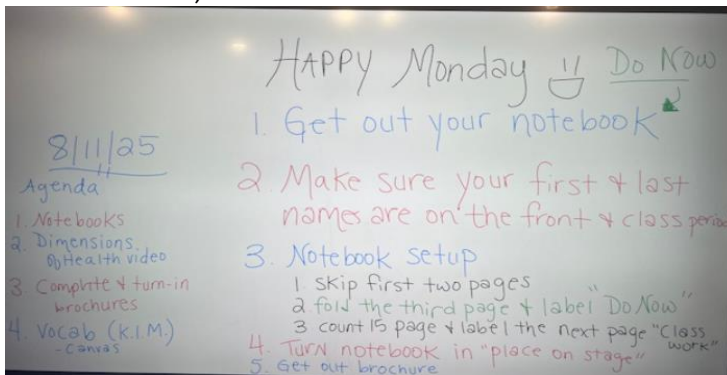 HAPPY Monday
Do Now
1. Get out your notebook
2. Make sure your first & last
names are on the front & class period
3. Notebook setup
1. skip first two pages
2. fold the third page & label "Do Now"
3 count 15 page & label the next page "Class
work"
4. Turn notebook in "place on stage"
5. Get out brochure
8/11/25
Agenda
1. Notebooks
2. Dimensions
of Health video
3. Complete & turn-in
brochures
4. Vocab (K.I.M.)
- Canvas